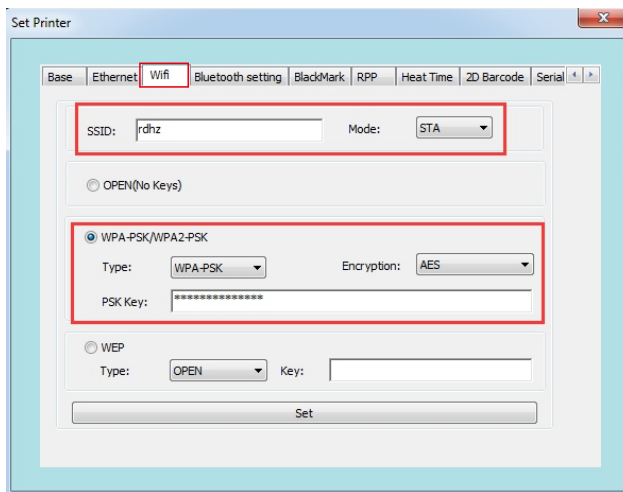 Set Printer
x
Base Ethernet Wifi Bluetooth setting BlackMark RPP Heat Time 2D Barcode Serial
SSID: rdhz Mode: STA
OPEN(No Keys)
WPA-PSK/WPA2-PSK
Type: WPA-PSK Encryption: AES
PSK Key: **************
WEP
Type: OPEN Key:
Set